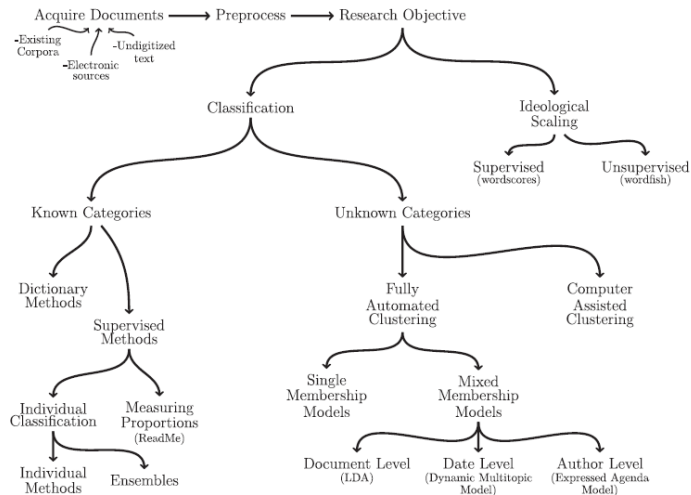 Acquire Documents
Preprocess
Research Objective
-Existing
Corpora
-Electronic
sources
-Undigitized
text
Classification
Ideological
Scaling
Supervised
(wordscores)
Unsupervised
(wordfish)
Known Categories
Unknown Categories
Dictionary
Methods
Supervised
Methods
Fully
Automated
Clustering
Computer
Assisted
Clustering
Individual
Classification
Measuring
Proportions
(ReadMe)
Single
Membership
Models
Mixed
Membership
Models
Individual
Methods
Ensembles
Document Level
(LDA)
Date Level
(Dynamic Multitopic
Model)
Author Level
(Expressed Agenda
Model)